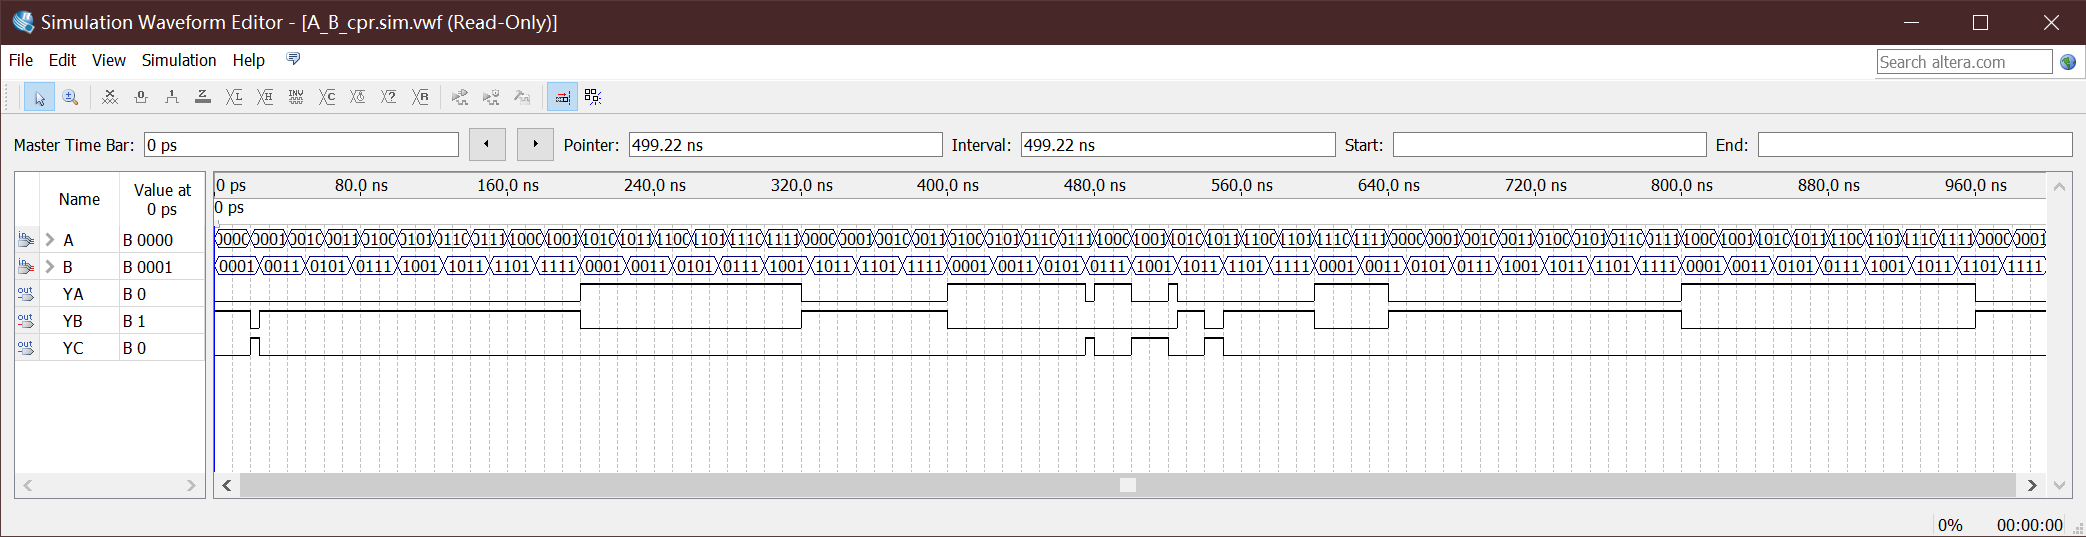 Simulation Waveform Editor - [A_B_cpr.sim.vwf (Read-Only)]
File Edit View Simulation Help
Search altera.com
Master Time Bar: 0 ps Pointer: 499.22 ns Interval: 499.22 ns Start: End:
Name Value at 0 ps
0 ps 80.0 ns 160.0 ns 240.0 ns 320.0 ns 400.0 ns 480.0 ns 560.0 ns 640.0 ns 720.0 ns 800.0 ns 880.0 ns 960.0 ns
0 ps
A B 0000 0000 0001 0010 0011 0100 0101 0110 0111 1000 1001 1010 1011 1100 1101 1110 1111 0000 0001 0010 0011 0100 0101 0110 0111 1000 1001 1010 1011 1100 1101 1110 1111 0000 0001 0010 0011 0100 0101 0110 0111 1000 1001 1010 1011 1100 1101 1110 1111 0000 0001
B B 0001 0001 0011 0101 0111 1001 1011 1101 1111 0001 0011 0101 0111 1001 1011 1101 1111 0001 0011 0101 0111 1001 1011 1101 1111 0001 0011 0101 0111 1001 1011 1101 1111 0001 0011 0101 0111 1001 1011 1101 1111
YA B 0
YB B 1
YC B 0
0% 00:00:00